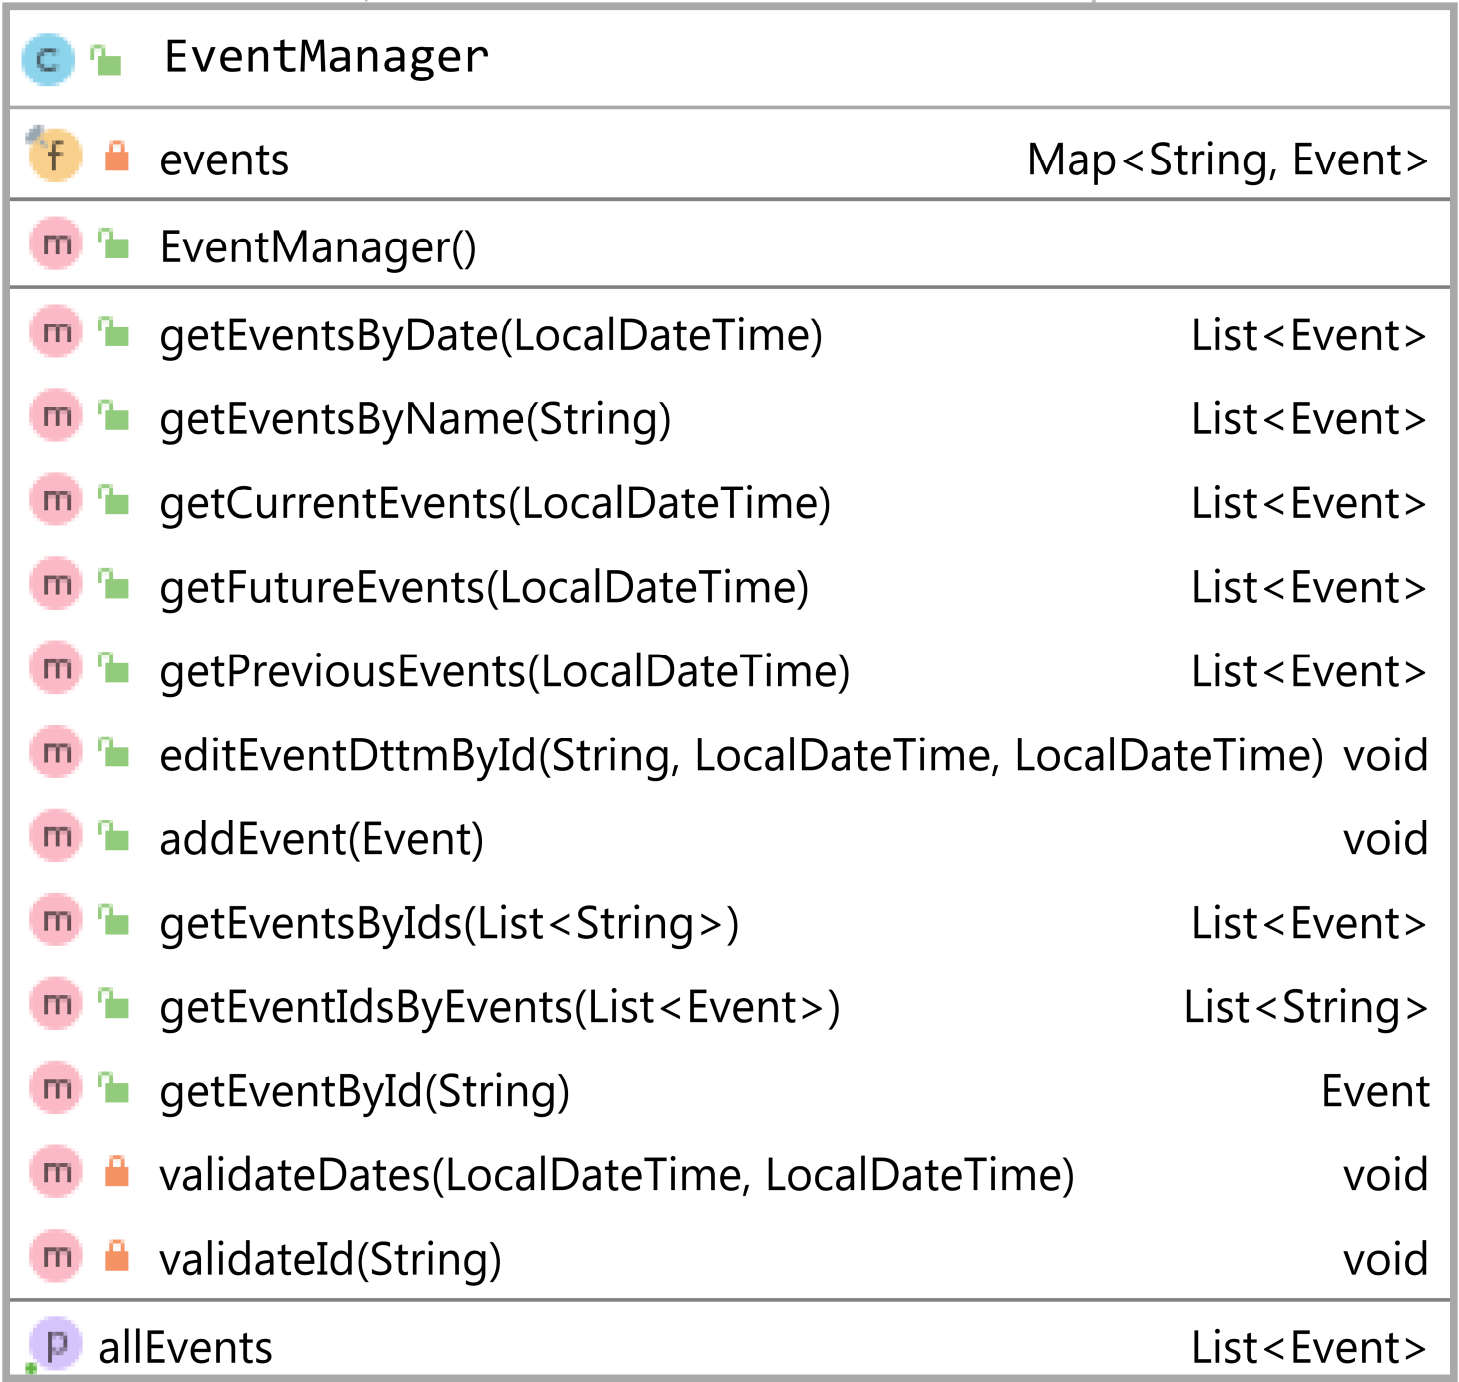 C EventManager
f events Map<String, Event>
m EventManager()
m getEventsByDate(LocalDateTime) List<Event>
m getEventsByName(String) List<Event>
m getCurrentEvents(LocalDateTime) List<Event>
m getFutureEvents(LocalDateTime) List<Event>
m getPreviousEvents(LocalDateTime) List<Event>
m editEventDttmById(String, LocalDateTime, LocalDateTime) void
m addEvent(Event) void
m getEventsByIds(List<String>) List<Event>
m getEventIdsByEvents(List<Event>) List<String>
m getEventById(String) Event
m validateDates(LocalDateTime, LocalDateTime) void
m validateId(String) void
p allEvents List<Event>